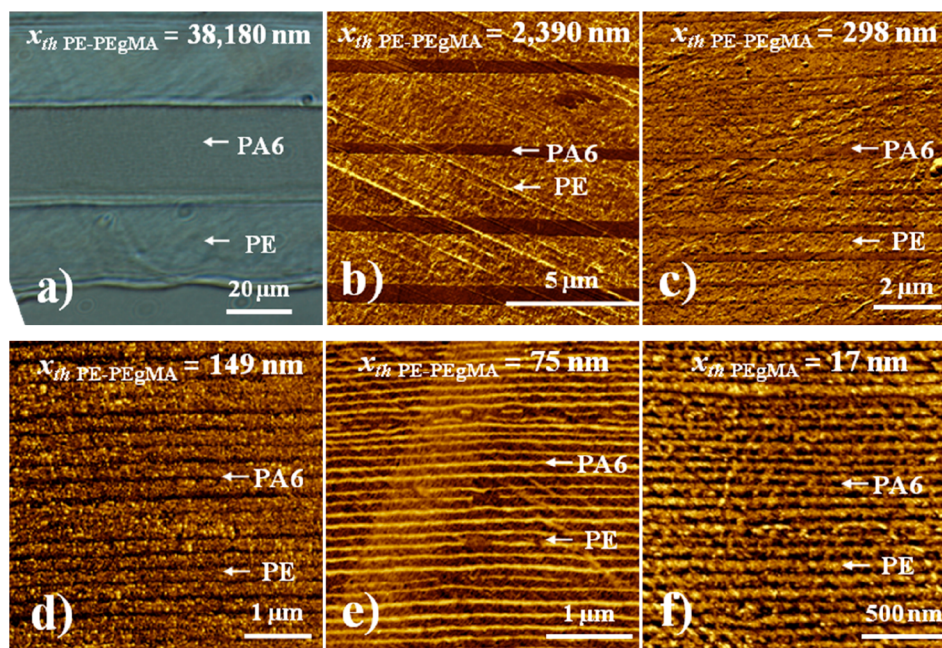 x_th PE-PEgMA = 38,180 nm
PA6
PE
a)
20 μm
x_th PE-PEgMA = 2,390 nm
PA6
PE
b)
5 μm
x_th PE-PEgMA = 298 nm
PA6
PE
c)
2 μm
x_th PE-PEgMA = 149 nm
PA6
PE
d)
1 μm
x_th PE-PEgMA = 75 nm
PA6
PE
e)
1 μm
x_th PEgMA = 17 nm
PA6
PE
f)
500 nm